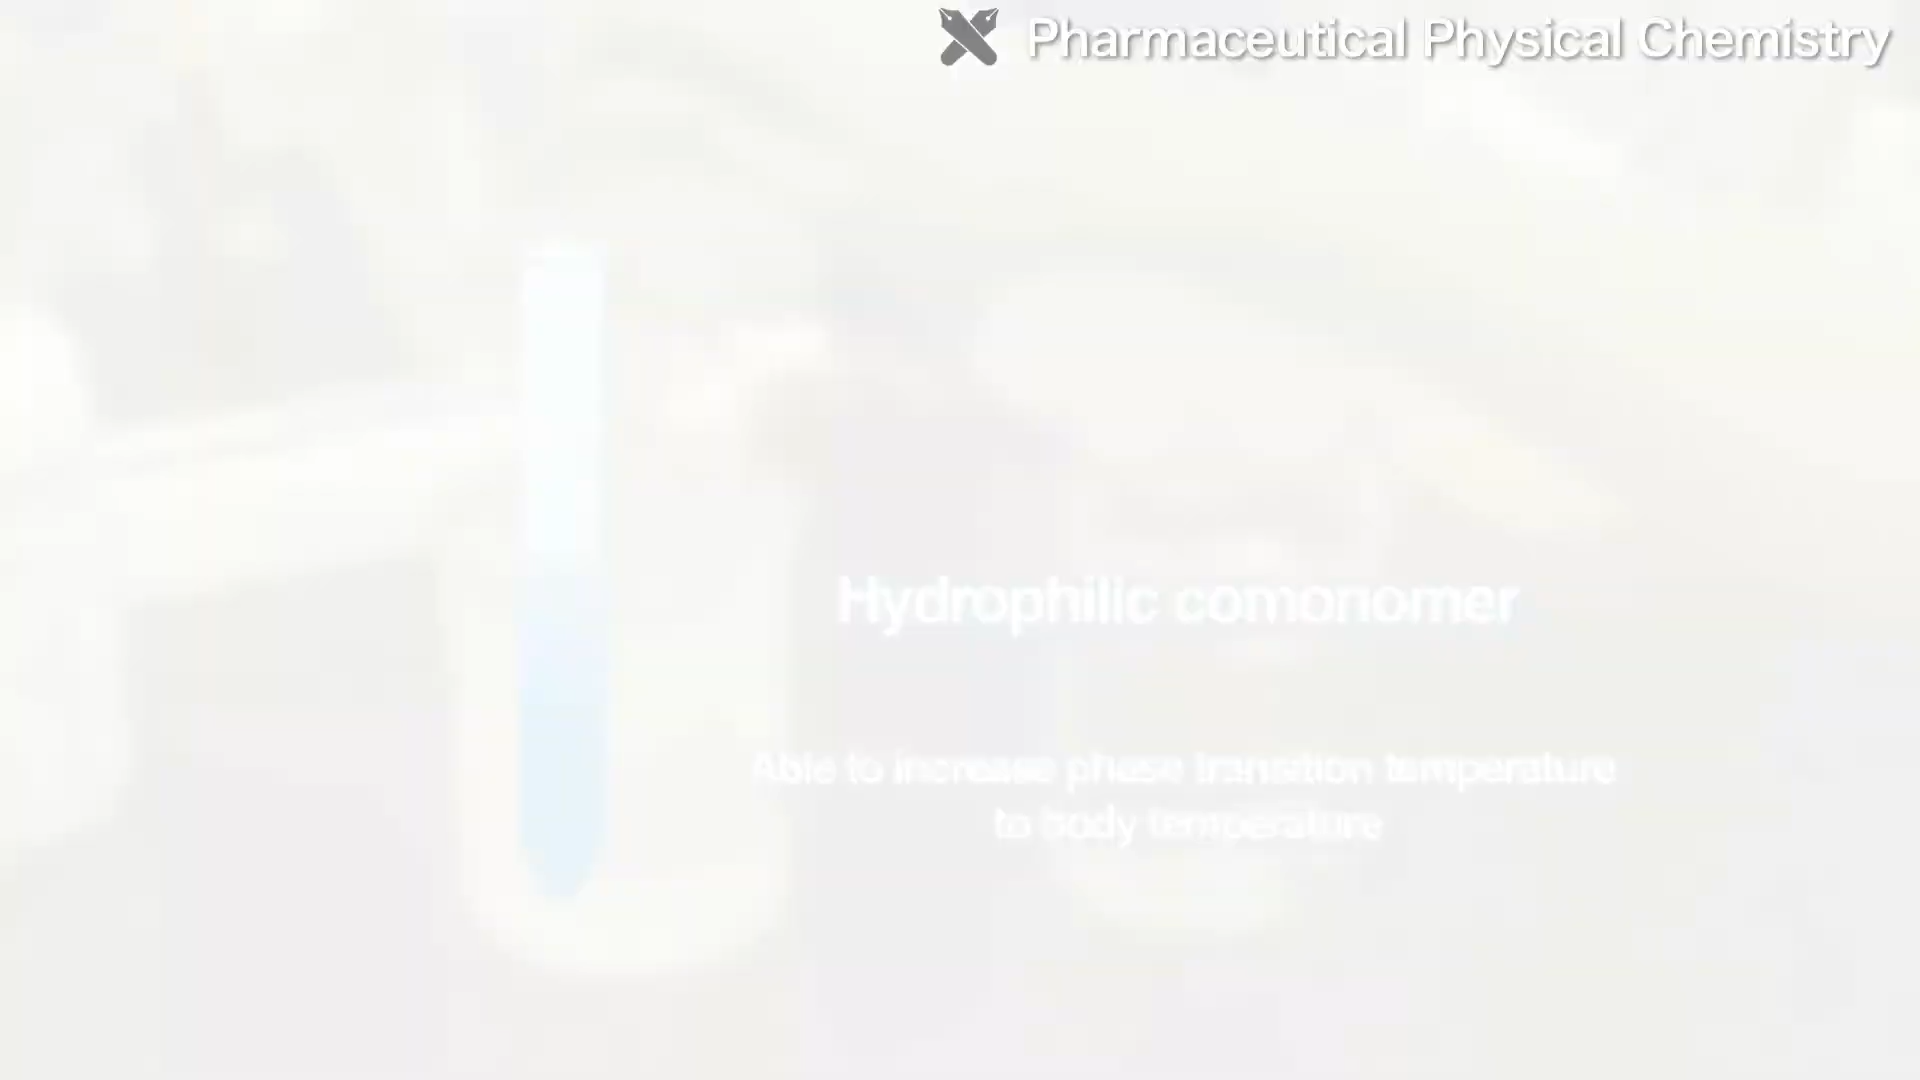 Pharmaceutical Physical Chemistry
Hydrophilic comonomer
Able to increase phase transition temperature
to body temperature